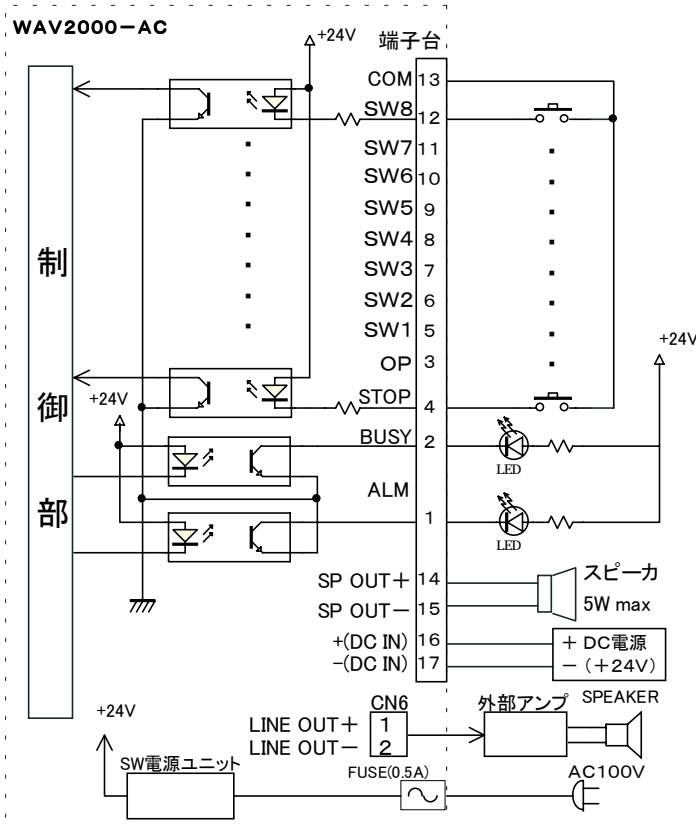 WAV2000-AC
+24V
端子台
COM 13
SW8 12
SW7 11
SW6 10
SW5 9
SW4 8
SW3 7
SW2 6
SW1 5
OP 3
STOP 4
BUSY 2
ALM 1
制御部
+24V
+24V
LED
LED
SP OUT+ 14
SP OUT- 15
スピーカ
5W max
+(DC IN) 16
-(DC IN) 17
+ DC電源
- (+24V)
CN6
LINE OUT+ 1
LINE OUT- 2
外部アンプ
SPEAKER
+24V
SW電源ユニット
FUSE(0.5A)
AC100V